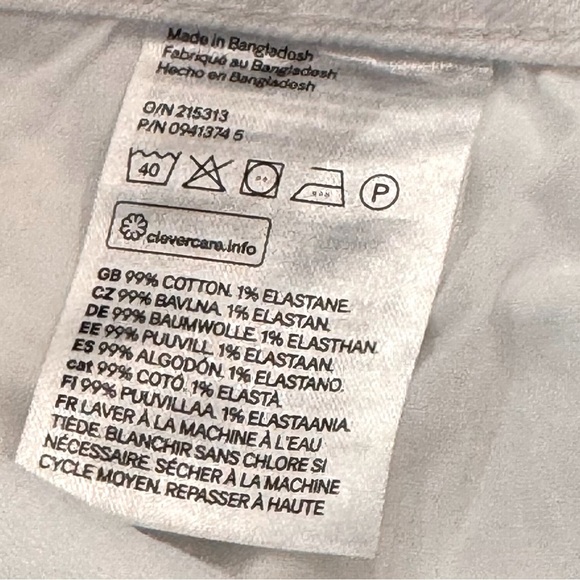 Made in Bangladesh
Fabriqué au Bangladesh
Hecho en Bangladesh
O/N 215313
P/N 0941374 5
40
P
clevercare.info
GB 99% COTTON. 1% ELASTANE.
CZ 99% BAVLNA. 1% ELASTAN.
DE 99% BAUMWOLLE. 1% ELASTHAN.
EE 99% PUUVILL. 1% ELASTAAN.
ES 99% ALGODÓN. 1% ELASTANO.
cat 99% COTÓ. 1% ELASTÀ.
FI 99% PUUVILLAA. 1% ELASTAANIA.
FR LAVER À LA MACHINE À L'EAU
TIÈDE. BLANCHIR SANS CHLORE SI
NÉCESSAIRE. SÉCHER À LA MACHINE
CYCLE MOYEN. REPASSER À HAUTE